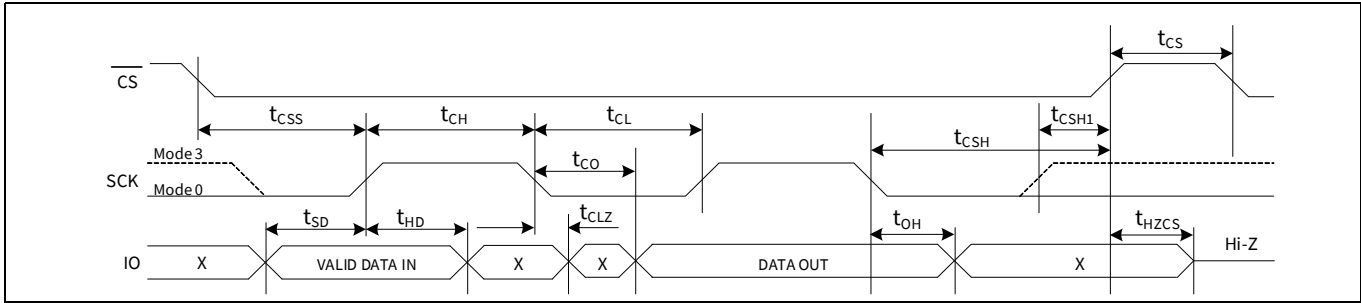 t_CS
CS
t_CSS
t_CH
t_CL
t_CSH1
t_CSH
Mode 3
t_CO
SCK
Mode 0
t_SD
t_HD
t_CLZ
t_OH
t_HZCS
Hi-Z
IO
X
VALID DATA IN
X
X
DATA OUT
X